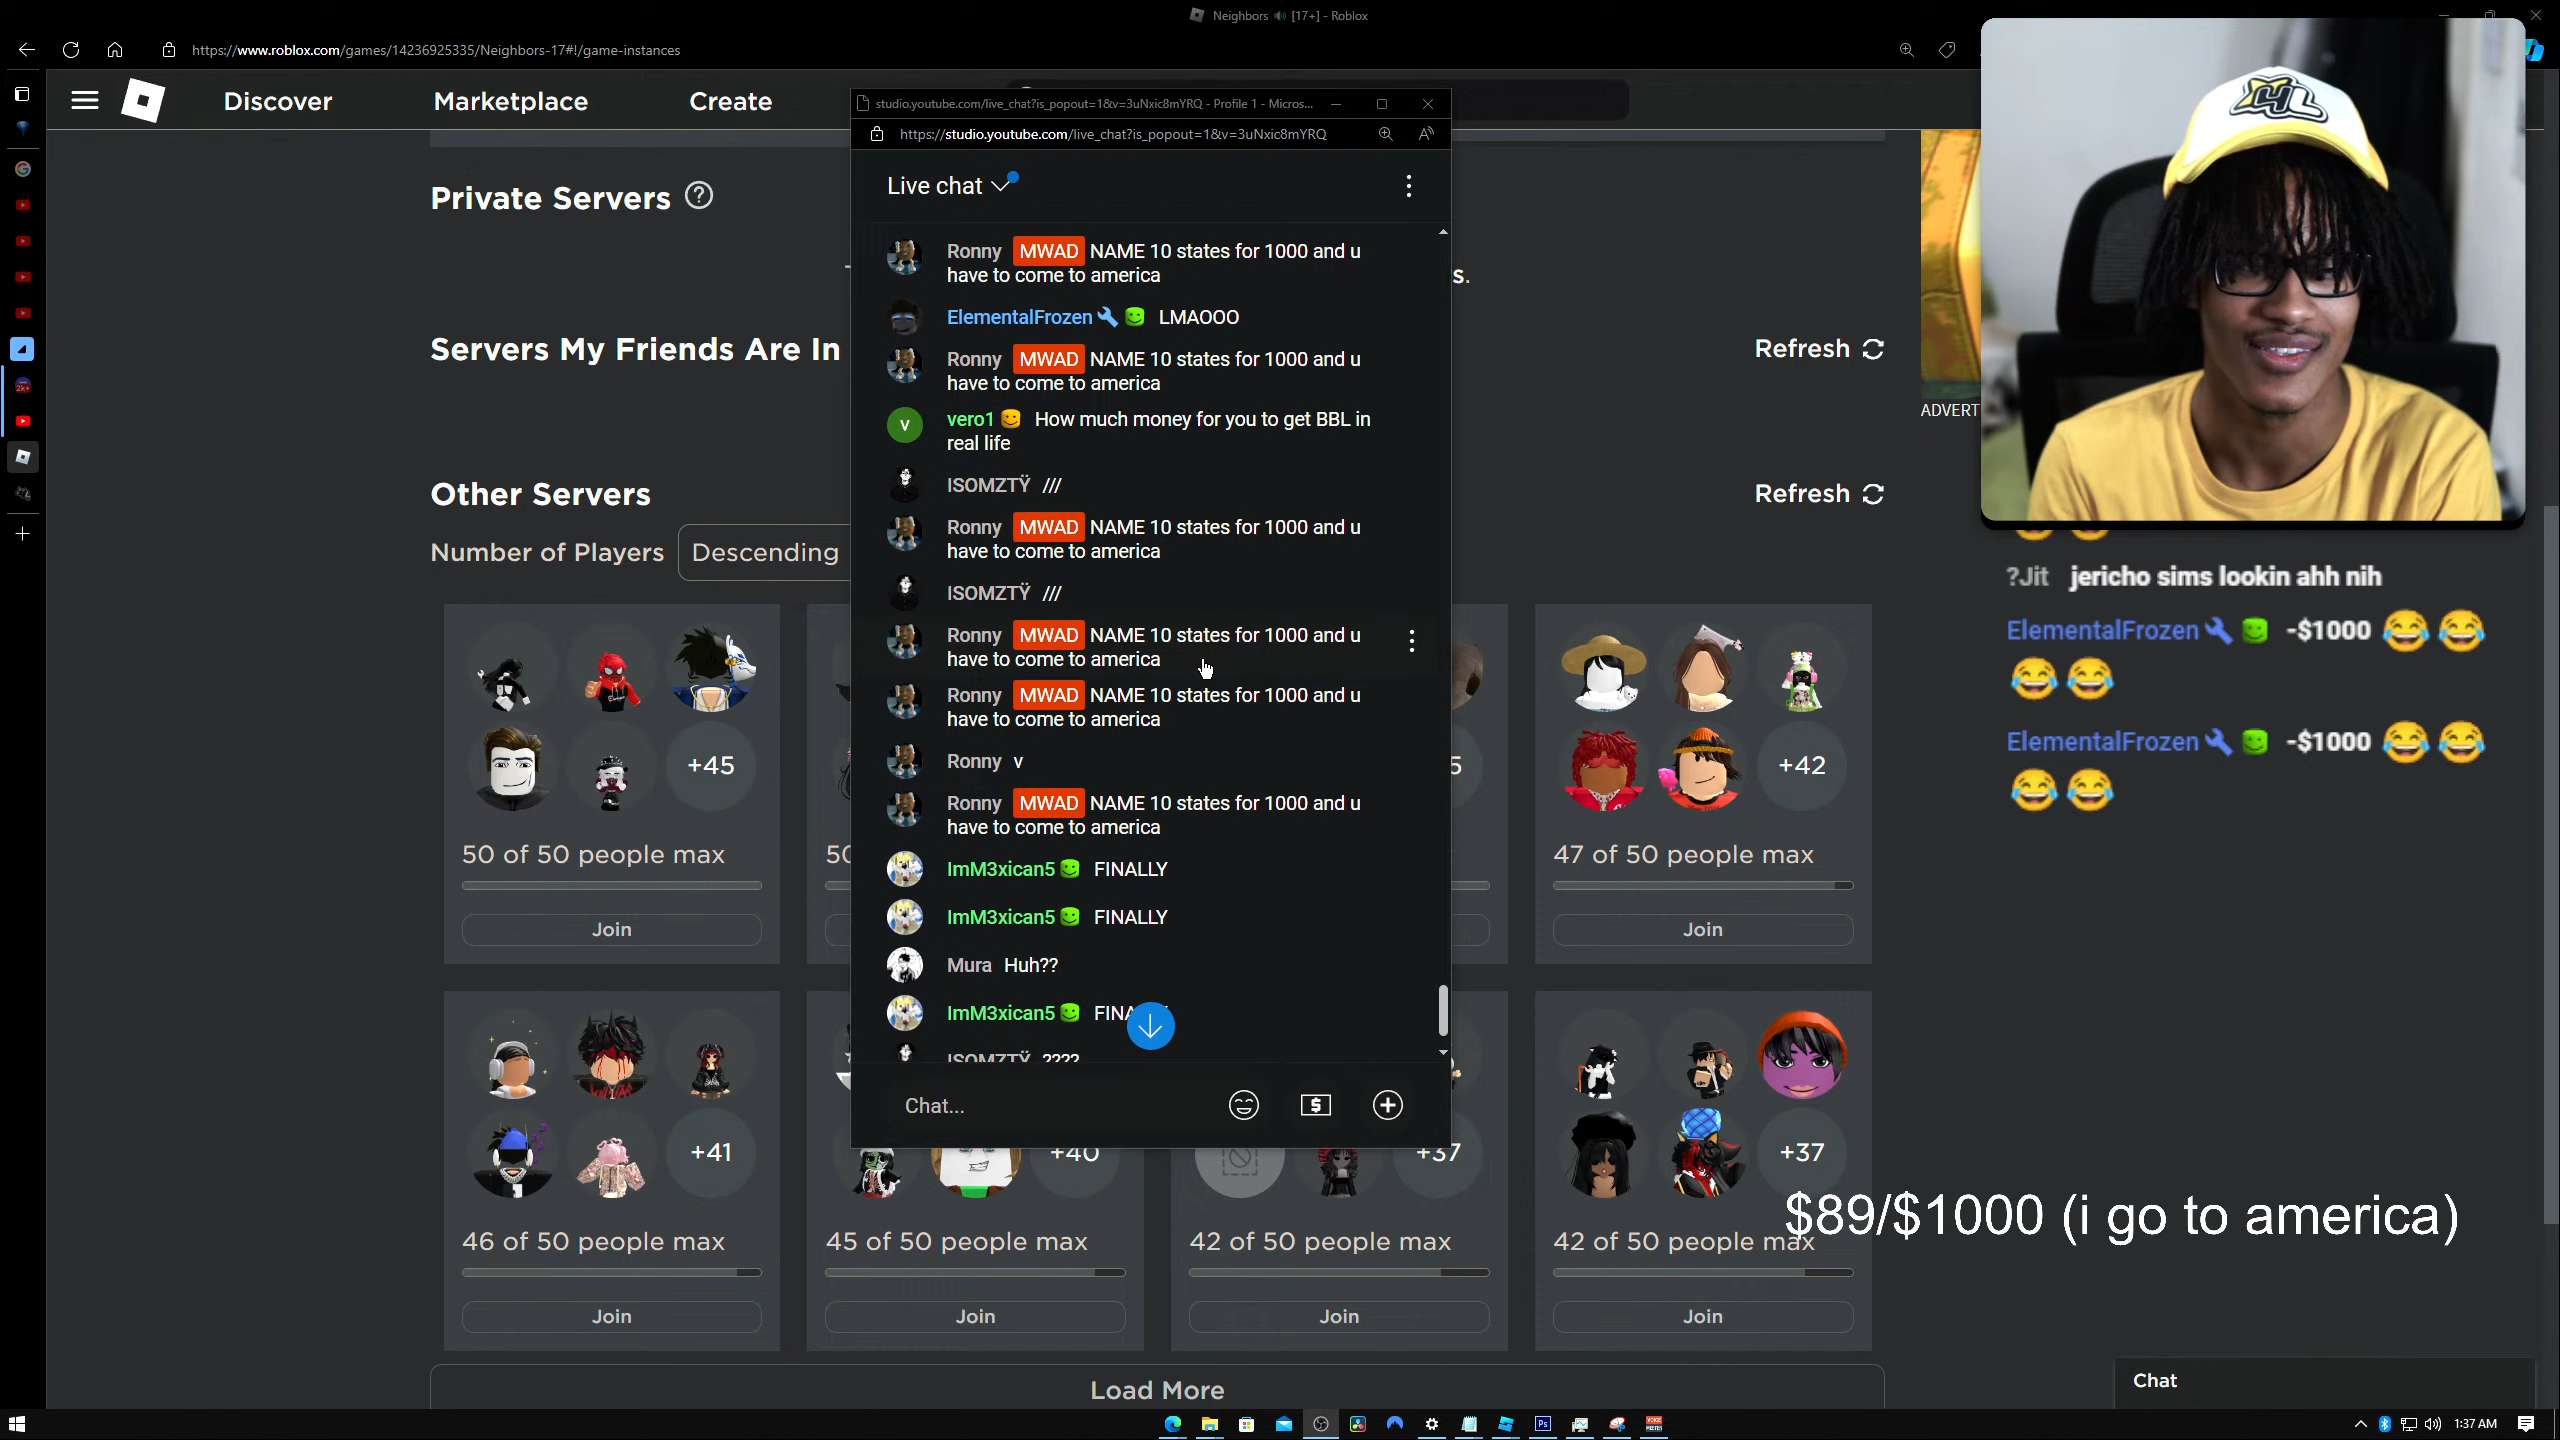 Neighbors 🔊 [17+] - Roblox
https://www.roblox.com/games/14236925335/Neighbors-17#!/game-instances
Discover
Marketplace
Create
studio.youtube.com/live_chat?is_popout=1&v=3uNxic8mYRQ - Profile 1 - Micros...
https://studio.youtube.com/live_chat?is_popout=1&v=3uNxic8mYRQ
Live chat
Private Servers
s.
Servers My Friends Are In
Refresh
Other Servers
Refresh
Number of Players
Descending
Ronny MWAD NAME 10 states for 1000 and u
have to come to america
ElementalFrozen LMAOOO
Ronny MWAD NAME 10 states for 1000 and u
have to come to america
vero1 How much money for you to get BBL in
real life
V
ISOMZTŸ ///
Ronny MWAD NAME 10 states for 1000 and u
have to come to america
ISOMZTŸ ///
Ronny MWAD NAME 10 states for 1000 and u
have to come to america
Ronny MWAD NAME 10 states for 1000 and u
have to come to america
Ronny v
Ronny MWAD NAME 10 states for 1000 and u
have to come to america
ImM3xican5 FINALLY
ImM3xican5 FINALLY
Mura Huh??
ImM3xican5 FINA
ISOMZTŸ ????
Chat...
ADVERT
4L
?Jit jericho sims lookin ahh nih
ElementalFrozen -$1000 😂😂
😂😂
ElementalFrozen -$1000 😂😂
😂😂
+45
50 of 50 people max
Join
50
5
+42
47 of 50 people max
Join
+41
46 of 50 people max
Join
+40
45 of 50 people max
Join
+37
42 of 50 people max
Join
+37
42 of 50 people max
Join
$89/$1000 (i go to america)
Load More
Chat
2k+
Ps
VOICE
MEETER
1:37 AM